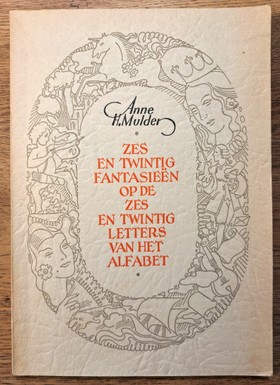 Anne
H. Mulder
ZES
EN TWINTIG
FANTASIEËN
OP DE
ZES
EN TWINTIG
LETTERS
VAN HET
ALFABET